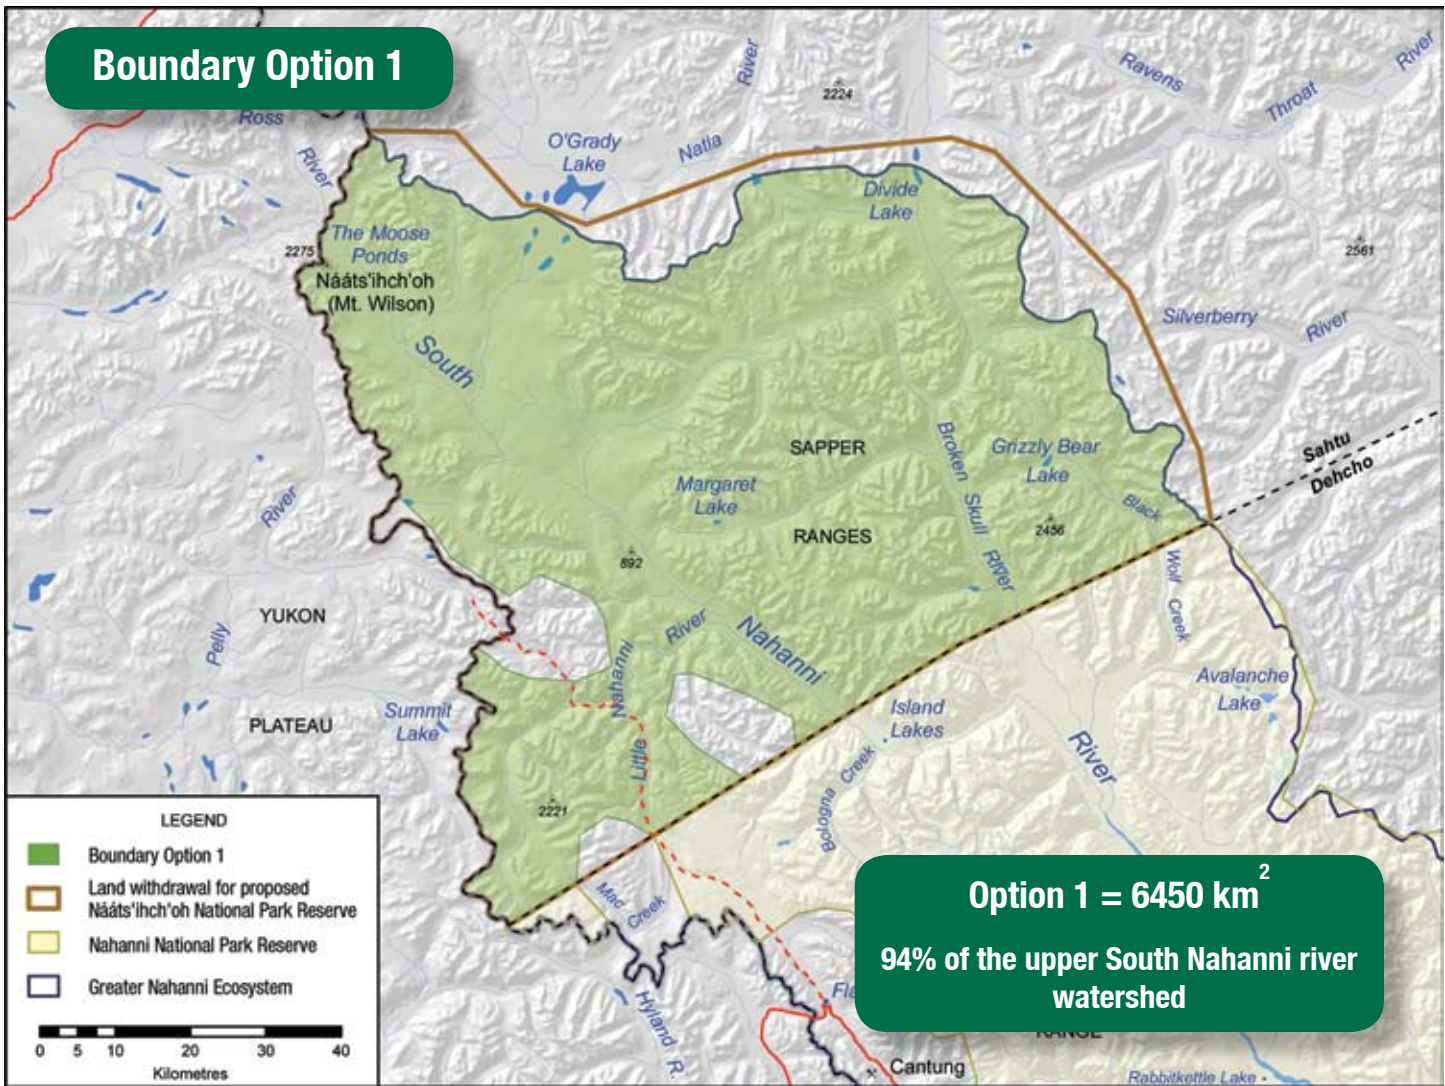 Boundary Option 1
Ross
River
O'Grady
Lake
Natla
River
2224
Ravens
Throat
River
Divide
Lake
2561
The Moose
Ponds
2275
Nááts'ihch'oh
(Mt. Wilson)
South
Silverberry
River
SAPPER
RANGES
Margaret
Lake
Broken Skull River
Grizzly Bear
Lake
Black
2456
Sahtu
Dehcho
River
892
Wolf Creek
YUKON
PLATEAU
Pelly
Nahanni
River
Nahanni
Little
Summit
Lake
Island
Lakes
Avalanche
Lake
Bologna Creek
River
2221
Mac
Creek
Hyland R.
LEGEND
Boundary Option 1
Land withdrawal for proposed
Nááts'ihch'oh National Park Reserve
Nahanni National Park Reserve
Greater Nahanni Ecosystem
0 5 10 20 30 40
Kilometres
Option 1 = 6450 km2
94% of the upper South Nahanni river
watershed
RANGE
Cantung
Rabbitkettle Lake